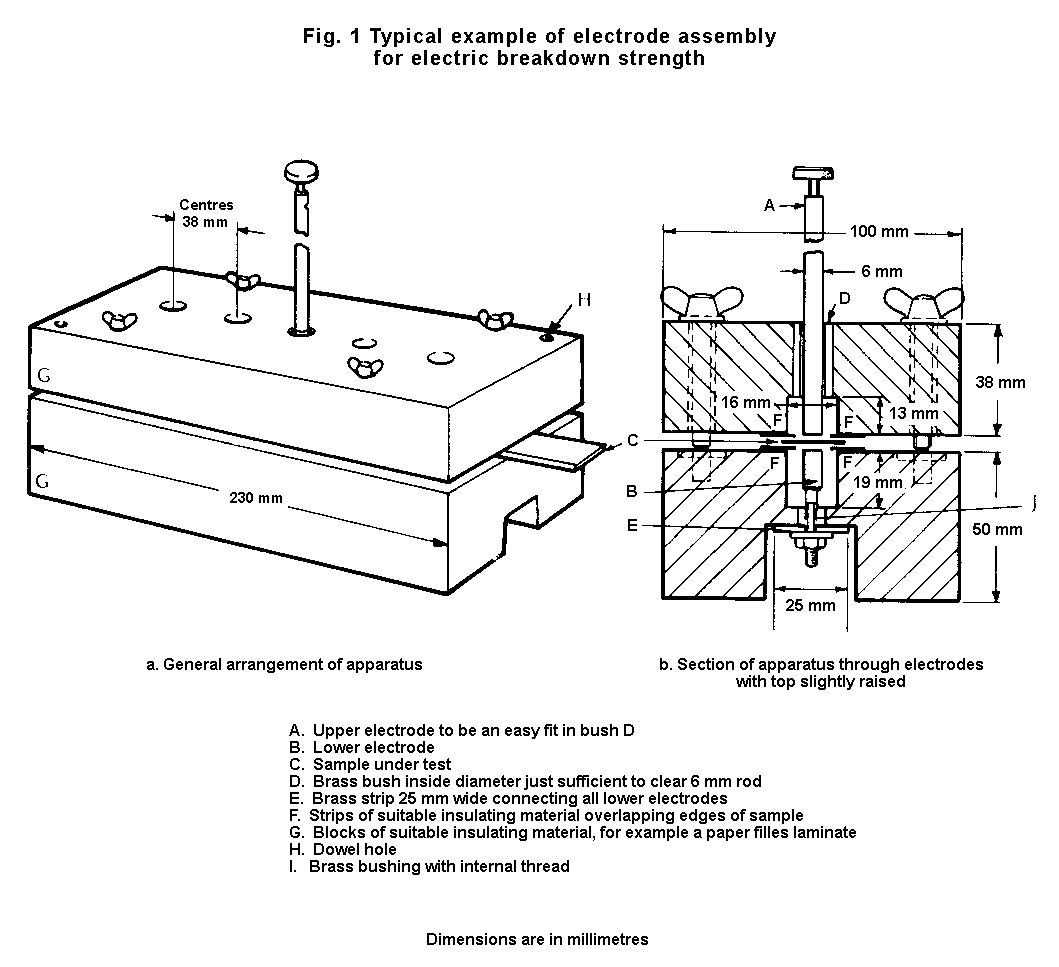 Fig. 1 Typical example of electrode assembly
for electric breakdown strength
Centres
38 mm
H
G
G
230 mm
A
100 mm
6 mm
D
38 mm
16 mm
13 mm
F
F
C
F
F
19 mm
B
J
E
50 mm
25 mm
a. General arrangement of apparatus
b. Section of apparatus through electrodes
with top slightly raised
A. Upper electrode to be an easy fit in bush D
B. Lower electrode
C. Sample under test
D. Brass bush inside diameter just sufficient to clear 6 mm rod
E. Brass strip 25 mm wide connecting all lower electrodes
F. Strips of suitable insulating material overlapping edges of sample
G. Blocks of suitable insulating material, for example a paper filles laminate
H. Dowel hole
I. Brass bushing with internal thread
Dimensions are in millimetres